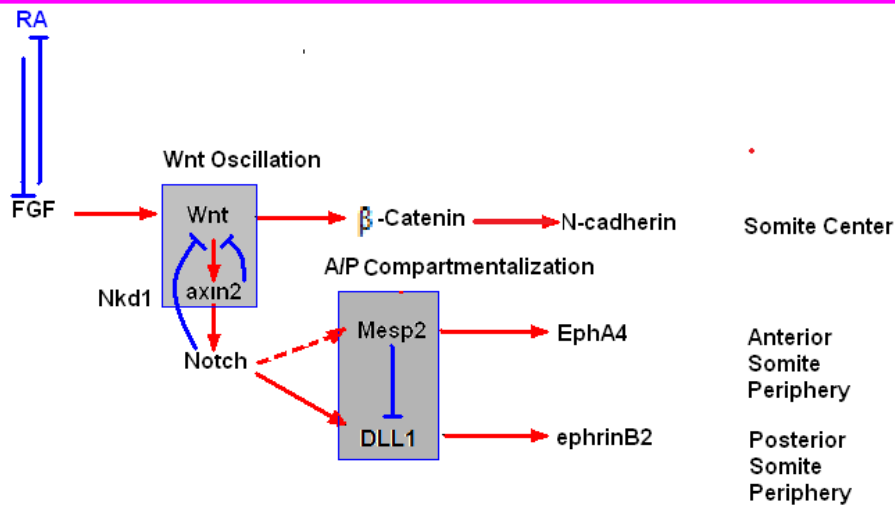 RA
Wnt Oscillation
FGF
Wnt
β-Catenin
N-cadherin
Somite Center
A/P Compartmentalization
Nkd1
axin2
Notch
Mesp2
EphA4
Anterior
Somite
Periphery
DLL1
ephrinB2
Posterior
Somite
Periphery